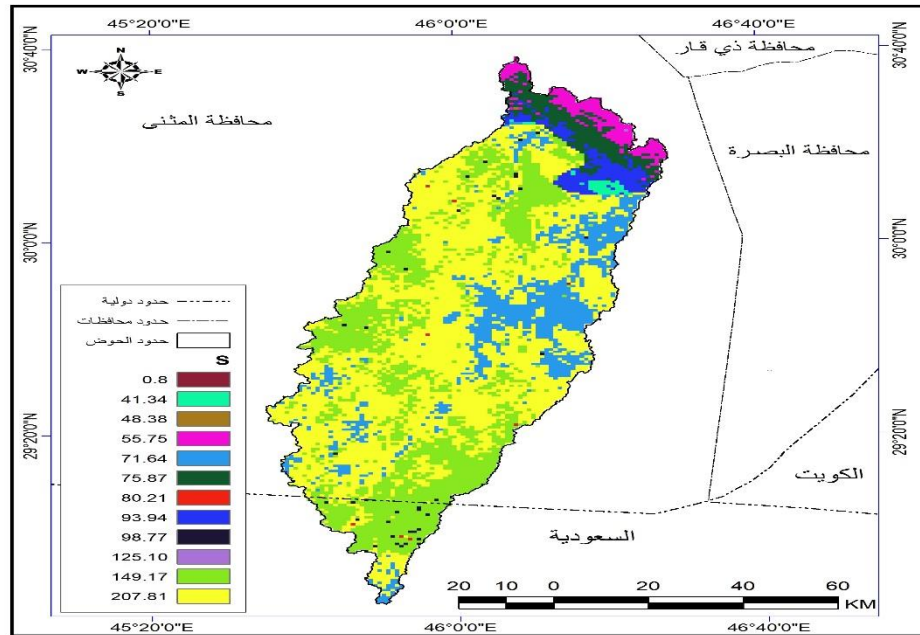 45°20'0"E
46°0'0"E
46°40'0"E
30°40'0"N
30°40'0"N
N
W E
S
محافظة ذي قار
محافظة المثنى
محافظة البصرة
30°0'0"N
30°0'0"N
حدود دولية
حدود محافظات
حدود الحوض
S
0.8
41.34
48.38
55.75
71.64
75.87
80.21
93.94
98.77
125.10
149.17
207.81
29°20'0"N
29°20'0"N
الكويت
السعودية
20 10 0 20 40 60
KM
45°20'0"E
46°0'0"E
46°40'0"E